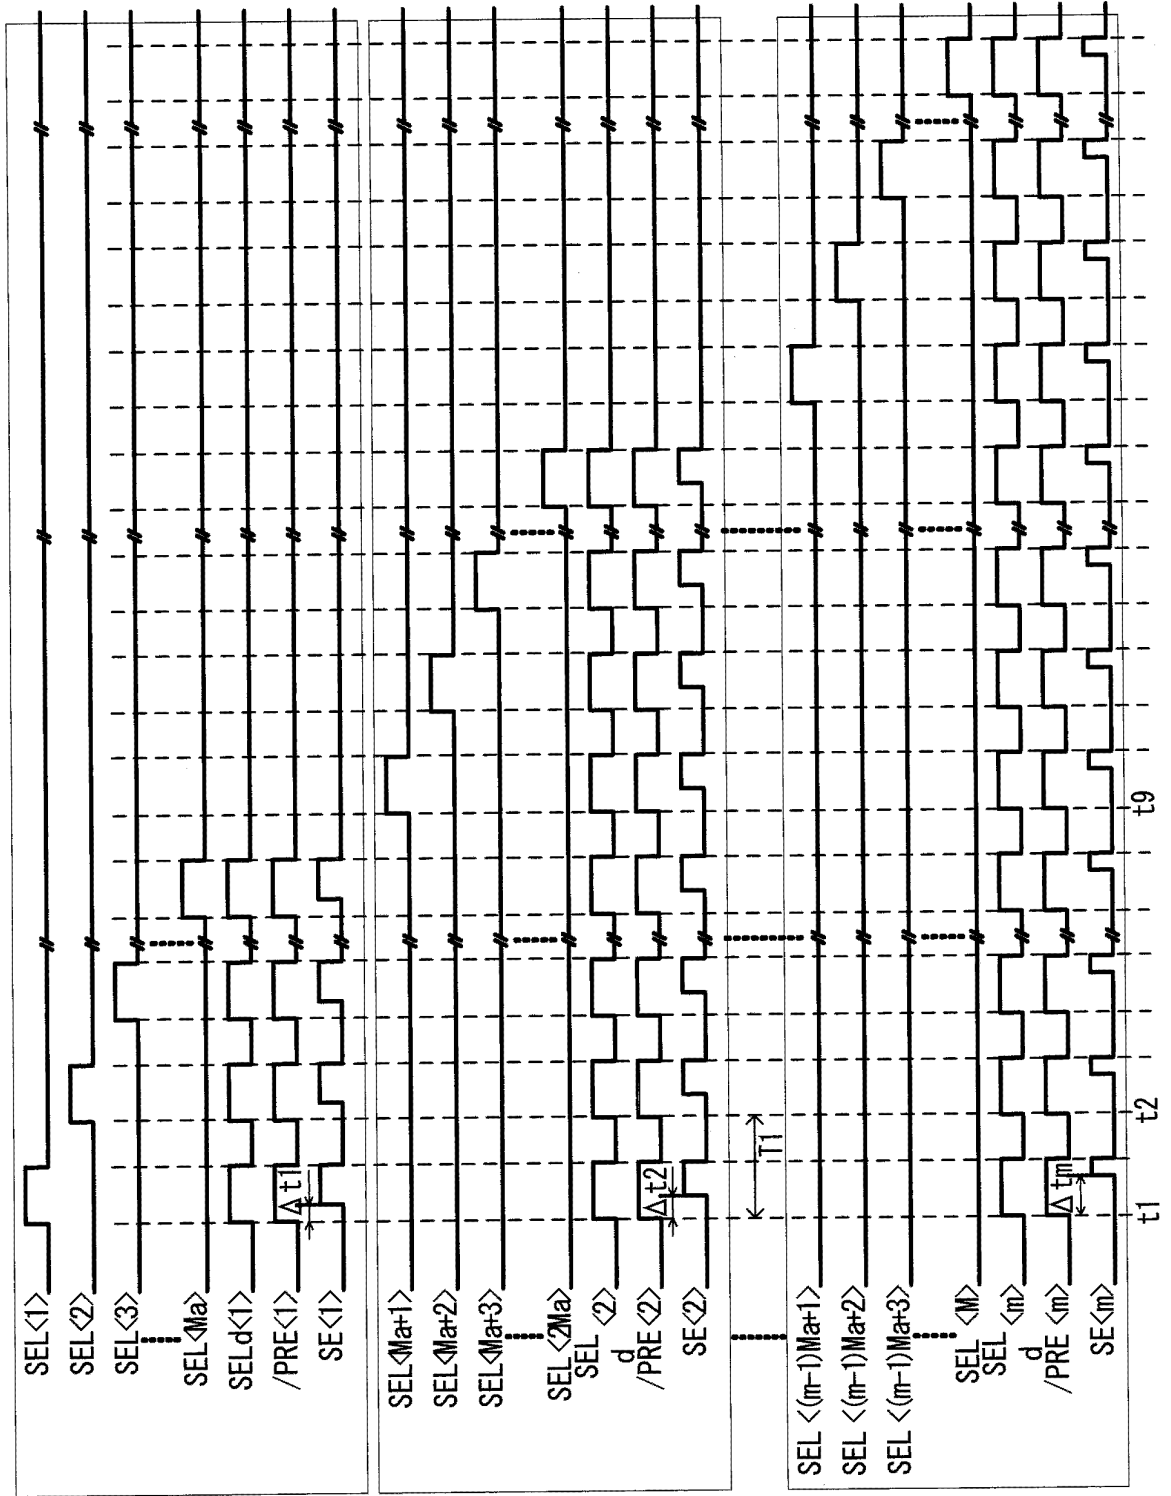 SEL<1>
SEL<2>
SEL<3>
SEL<Ma>
SELd<1>
/PRE<1>
SE<1>
Δt1
SEL<Ma+1>
SEL<Ma+2>
SEL<Ma+3>
SEL<2Ma>
SEL <2>
d
/PRE<2>
SE<2>
Δt2
T1
SEL <(m-1)Ma+1>
SEL <(m-1)Ma+2>
SEL <(m-1)Ma+3>
SEL <M>
SEL <m>
d
/PRE <m>
SE<m>
Δtm
t1
t2
t9